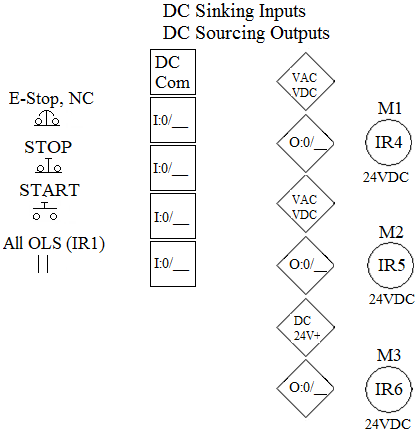 DC Sinking Inputs
DC Sourcing Outputs
DC
Com
E-Stop, NC
I:0/__
STOP
I:0/__
START
I:0/__
All OLS (IR1)
I:0/__
VAC
VDC
O:0/__
VAC
VDC
O:0/__
DC
24V+
O:0/__
M1
IR4
24VDC
M2
IR5
24VDC
M3
IR6
24VDC